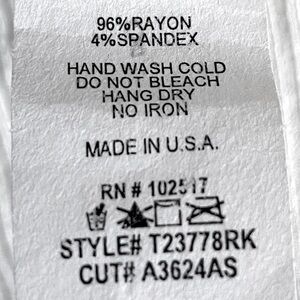 96%RAYON
4%SPANDEX
HAND WASH COLD
DO NOT BLEACH
HANG DRY
NO IRON
MADE IN U.S.A.
RN # 102517
STYLE# T23778RK
CUT# A3624AS